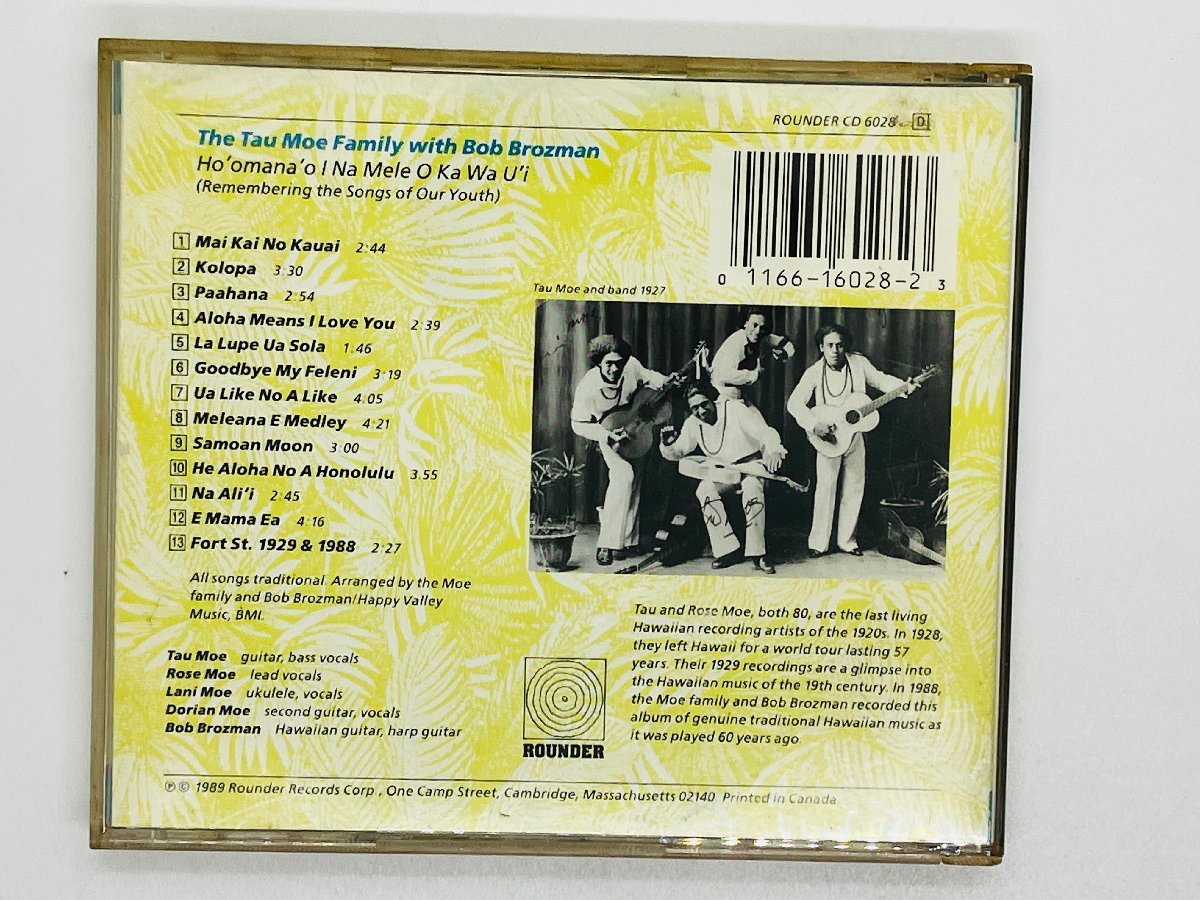 ROUNDER CD 6028 D
The Tau Moe Family with Bob Brozman
Ho'omana'o I Na Mele O Ka Wa U'i
(Remembering the Songs of Our Youth)
1 Mai Kai No Kauai 2:44
2 Kolopa 3:30
3 Paahana 2:54
4 Aloha Means I Love You 2:39
5 La Lupe Ua Sola 1:46
6 Goodbye My Feleni 3:19
7 Ua Like No A Like 4:05
8 Meleana E Medley 4:21
9 Samoan Moon 3:00
10 He Aloha No A Honolulu 3:55
11 Na Ali'i 2:45
12 E Mama Ea 4:16
13 Fort St. 1929 & 1988 2:27
All songs traditional. Arranged by the Moe
family and Bob Brozman/Happy Valley
Music, BMI.
Tau Moe guitar, bass vocals
Rose Moe lead vocals
Lani Moe ukulele, vocals
Dorian Moe second guitar, vocals
Bob Brozman Hawaiian guitar, harp guitar
0 1166-16028-2 3
Tau Moe and band 1927
Tau and Rose Moe, both 80, are the last living
Hawaiian recording artists of the 1920s. In 1928,
they left Hawaii for a world tour lasting 57
years. Their 1929 recordings are a glimpse into
the Hawaiian music of the 19th century. In 1988,
the Moe family and Bob Brozman recorded this
album of genuine traditional Hawaiian music as
it was played 60 years ago.
ROUNDER
℗ © 1989 Rounder Records Corp., One Camp Street, Cambridge, Massachusetts 02140 Printed in Canada